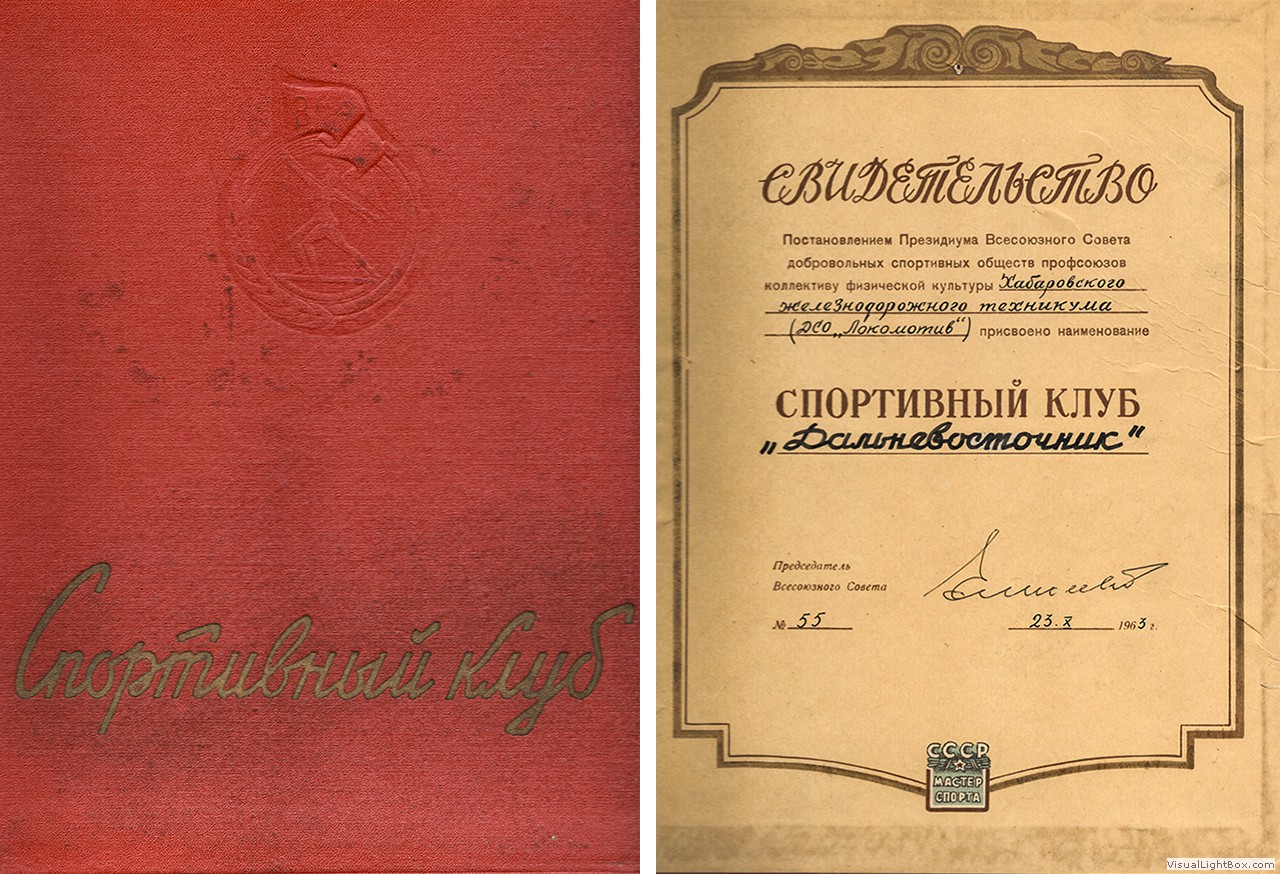 Спортивный клуб
СВИДЕТЕЛЬСТВО
Постановлением Президиума Всесоюзного Совета
добровольных спортивных обществ профсоюзов
коллективу физической культуры Хабаровского
железнодорожного техникума
(ДСО „Локомотив“) присвоено наименование
СПОРТИВНЫЙ КЛУБ
„Дальневосточник“
Председатель
Всесоюзного Совета
№ 55 23. X 1963 г.
СССР
МАСТЕР
СПОРТА
VisualLightBox.com